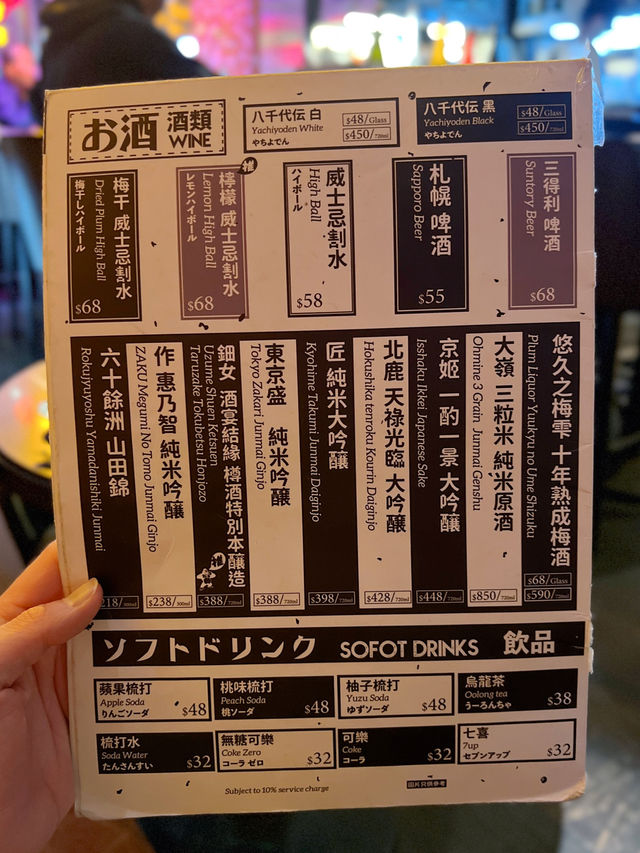 お酒 酒類
WINE
八千代伝 白
Yachiyoden White
やちよでん
$48/Glass
$450/720ml
八千代伝 黑
Yachiyoden Black
やちよでん
$48/Glass
$450/720ml
三得利 啤酒
Suntory Beer
$68
札幌 啤酒
Sapporo Beer
$55
威士忌割水
High Ball
ハイボール
$58
檸檬 威士忌割水
Lemon High Ball
レモンハイボール
$68
梅干 威士忌割水
Dried Plum High Ball
梅干しハイボール
$68
悠久之梅雫 十年熟成梅酒
Plum Liquor Yuukyu no Ume Shizuku
$68/Glass
$590/720ml
大嶺 三粒米 純米原酒
Ohmine 3 Grain Junmai Genshu
$850/720ml
京姬 一酌一景 大吟釀
Isshaku Ikkei Japanese Sake
$448/720ml
北鹿 天祿光臨 大吟釀
Hokushika tenroku Kourin Daiginjo
$428/720ml
匠 純米大吟釀
Kyohime Takumi Junmai Daiginjo
$398/720ml
東京盛 純米吟釀
Tokyo Zakari Junmai Ginjo
$388/720ml
鈿女 酒宴結緣 樽酒特別本釀造
Uzume Shuen Ketsuen
Taruzake Tokubetsu Honjozo
$388/720ml
作 惠乃智 純米吟釀
ZAKU Megumi No Tomo Junmai Ginjo
$238/300ml
六十餘洲 山田錦
Rokujyuyoshu Yamadanishiki Junmai
218/300ml
ソフトドリンク SOFOT DRINKS 飲品
蘋果梳打
Apple Soda
りんごソーダ
$48
桃味梳打
Peach Soda
桃ソーダ
$48
柚子梳打
Yuzu Soda
ゆずソーダ
$48
烏龍茶
Oolong tea
うーろんちゃ
$38
梳打水
Soda Water
たんさんすい
$32
無糖可樂
Coke Zero
コーラ ゼロ
$32
可樂
Coke
コーラ
$32
七喜
7up
セブンアップ
$32
Subject to 10% service charge
圖片只供參考